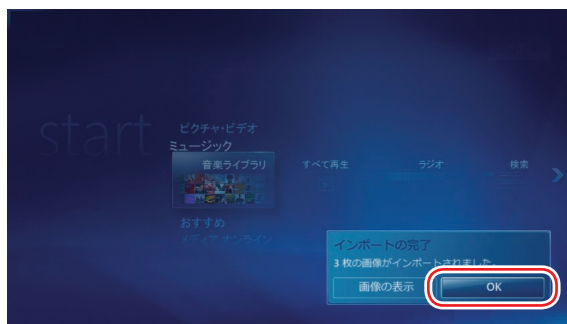 start
ピクチャ・ビデオ
ミュージック
音楽ライブラリ
すべて再生
ラジオ
検索
おすすめ
メディア オンライン
インポートの完了
3 枚の画像がインポートされました。
画像の表示
OK